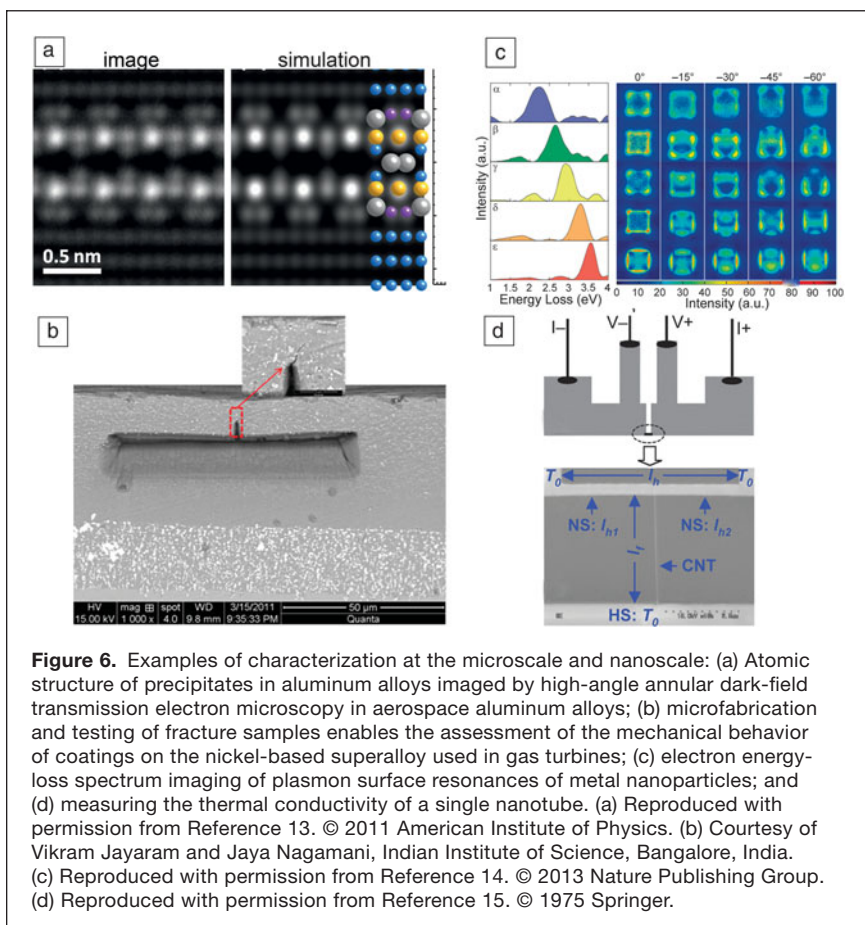 a
image
simulation
0.5 nm
c
α
β
γ
δ
ε
Intensity (a.u.)
1 1.5 2 2.5 3 3.5 4
Energy Loss (eV)
0° –15° –30° –45° –60°
0 10 20 30 40 50 60 70 80 90 100
Intensity (a.u.)
b
HV mag ⊞ spot WD 3/15/2011 50 µm
15.00 kV 1 000 x 4.0 9.8 mm 9:35:33 PM Quanta
d
I– V– V+ I+
T0 lh T0
NS: lh1 NS: lh2
lf
CNT
HS: T0
Figure 6. Examples of characterization at the microscale and nanoscale: (a) Atomic
structure of precipitates in aluminum alloys imaged by high-angle annular dark-field
transmission electron microscopy in aerospace aluminum alloys; (b) microfabrication
and testing of fracture samples enables the assessment of the mechanical behavior
of coatings on the nickel-based superalloy used in gas turbines; (c) electron energy-
loss spectrum imaging of plasmon surface resonances of metal nanoparticles; and
(d) measuring the thermal conductivity of a single nanotube. (a) Reproduced with
permission from Reference 13. © 2011 American Institute of Physics. (b) Courtesy of
Vikram Jayaram and Jaya Nagamani, Indian Institute of Science, Bangalore, India.
(c) Reproduced with permission from Reference 14. © 2013 Nature Publishing Group.
(d) Reproduced with permission from Reference 15. © 1975 Springer.